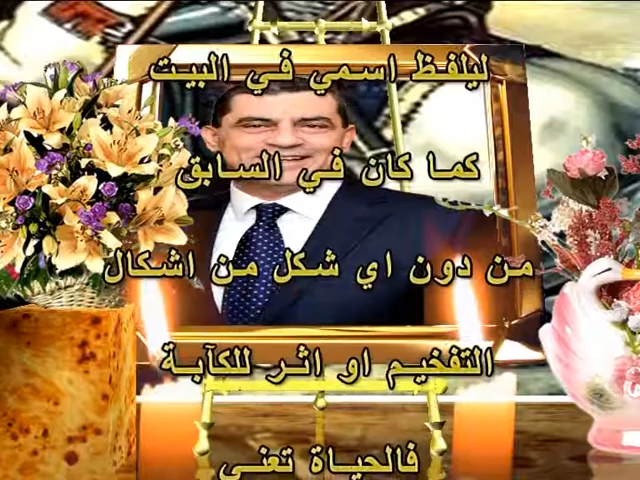 ليلفظ اسمي في البيت
كما كان في السابق
من دون اي شكل من اشكال
التفخيم او اثر للكآبة
فالحياة تعني